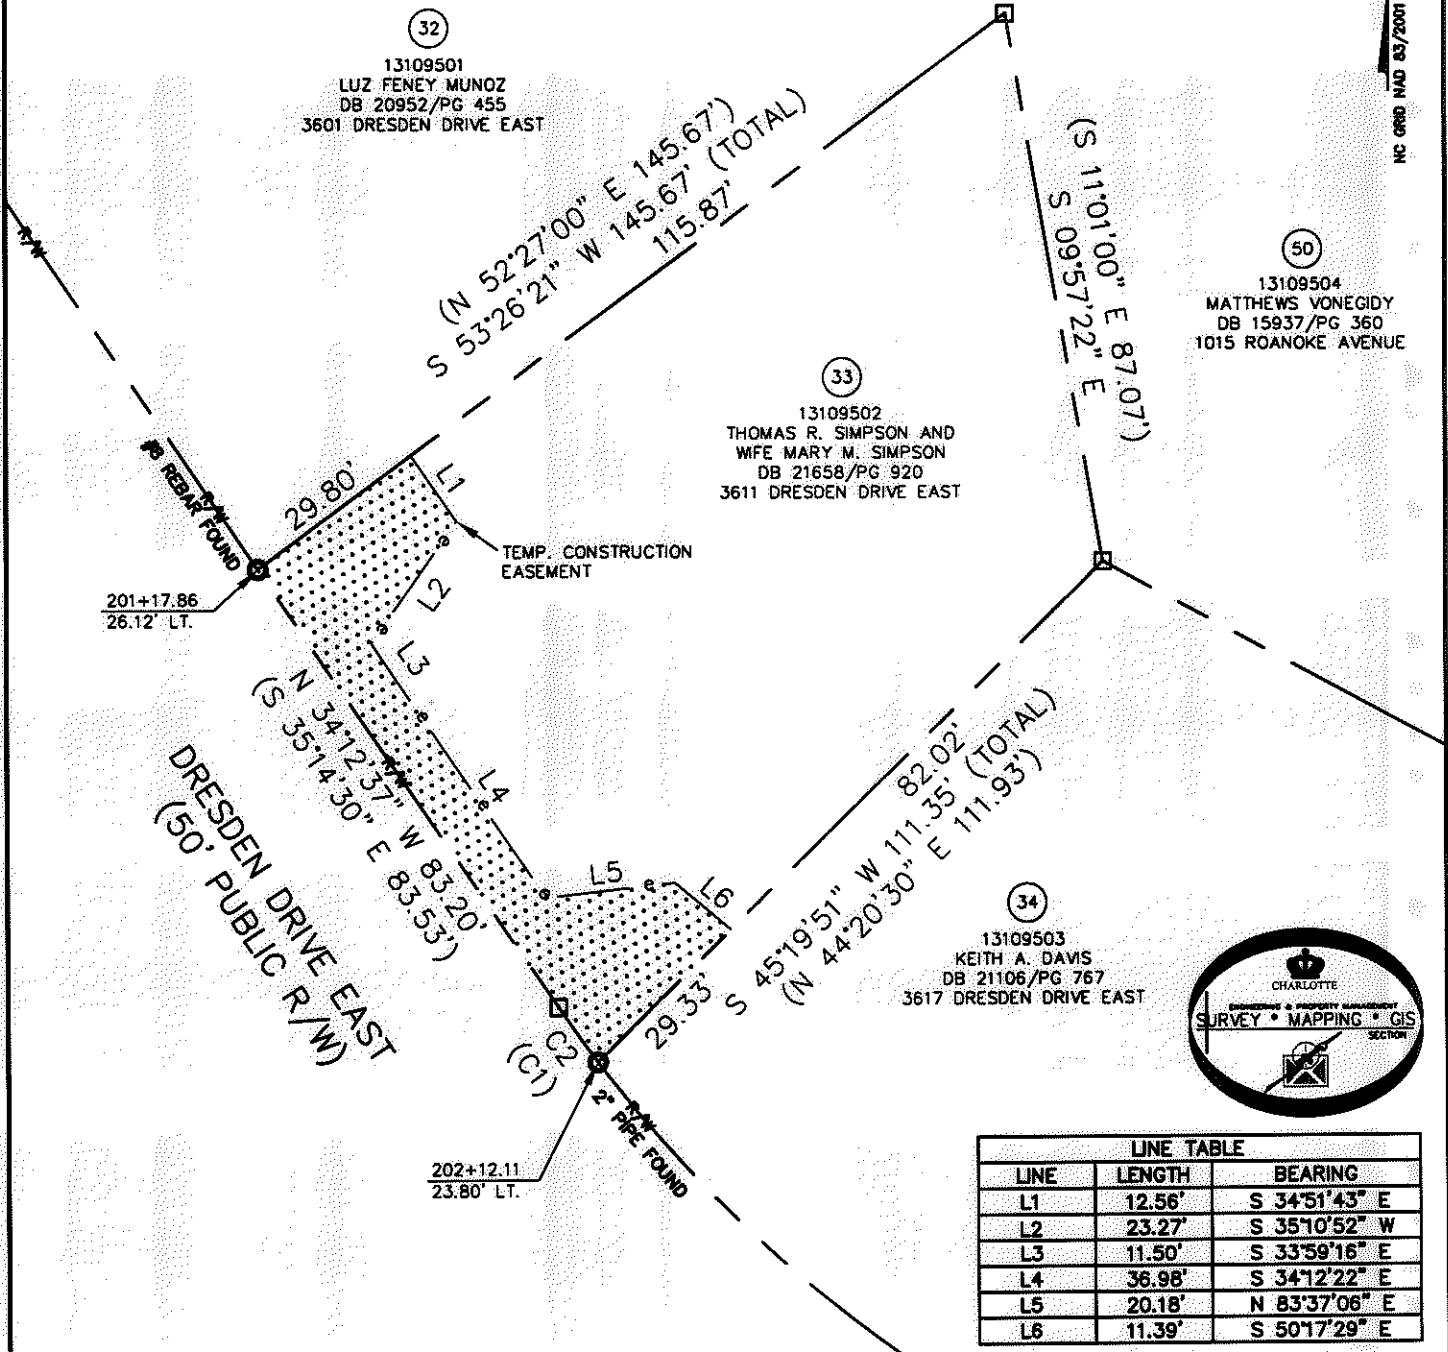 32
13109501
LUZ FENEY MUNOZ
DB 20952/PG 455
3601 DRESDEN DRIVE EAST
NC GRID NAD 83/2001
(N 52°27'00" E 145.67')
S 53°26'21" W 145.67' (TOTAL)
115.87'
(S 11°01'00" E 87.07')
S 09°57'22" E
50
13109504
MATTHEWS VONEGIDY
DB 15937/PG 360
1015 ROANOKE AVENUE
R/W
33
13109502
THOMAS R. SIMPSON AND
WIFE MARY M. SIMPSON
DB 21658/PG 920
3611 DRESDEN DRIVE EAST
REBAR FOUND
R/W
29.80'
L1
TEMP. CONSTRUCTION
EASEMENT
201+17.86
26.12' LT.
e
L2
e
L3
e
N 34°12'37" W 83.20'
(S 35°14'30" E 83.53')
R/W
L4
e
DRESDEN DRIVE EAST
(50' PUBLIC R/W)
82.02'
S 45°19'51" W 111.35' (TOTAL)
(N 44°20'30" E 111.93')
e
L5
e
L6
34
13109503
KEITH A. DAVIS
DB 21106/PG 767
3617 DRESDEN DRIVE EAST
29.33'
C2
(C1)
R/W
2" PIPE FOUND
202+12.11
23.80' LT.
CHARLOTTE
ENGINEERING & PROPERTY MANAGEMENT
SURVEY * MAPPING * GIS
SECTION
LINE TABLE
LINE LENGTH BEARING
L1 12.56' S 34°51'43" E
L2 23.27' S 35°10'52" W
L3 11.50' S 33°59'16" E
L4 36.98' S 34°12'22" E
L5 20.18' N 83°37'06" E
L6 11.39' S 50°17'29" E